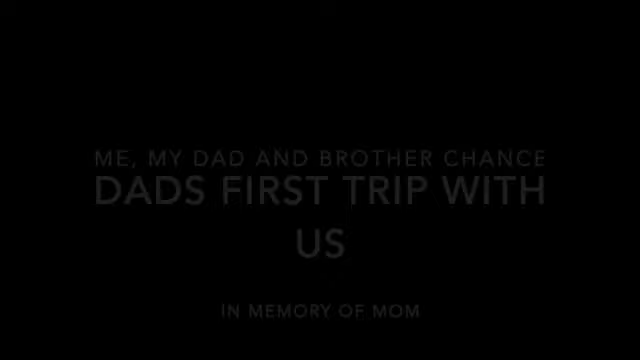 ME, MY DAD AND BROTHER CHANCE
DADS FIRST TRIP WITH
US
IN MEMORY OF MOM